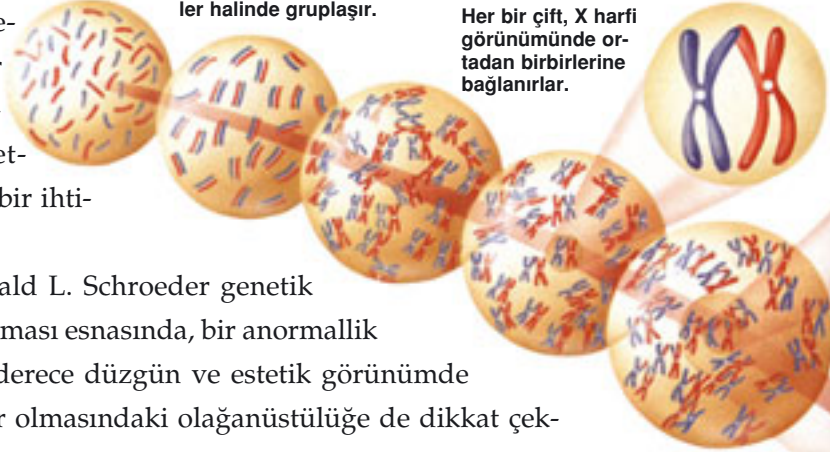 ler halinde gruplaşır.
Her bir çift, X harfi
görünümünde or-
tadan birbirlerine
bağlanırlar.
e-
et-
bir ihti-
ald L. Schroeder genetik
ması esnasında, bir anormallik
derece düzgün ve estetik görünümde
r olmasındaki olağanüstülüğe de dikkat çek-